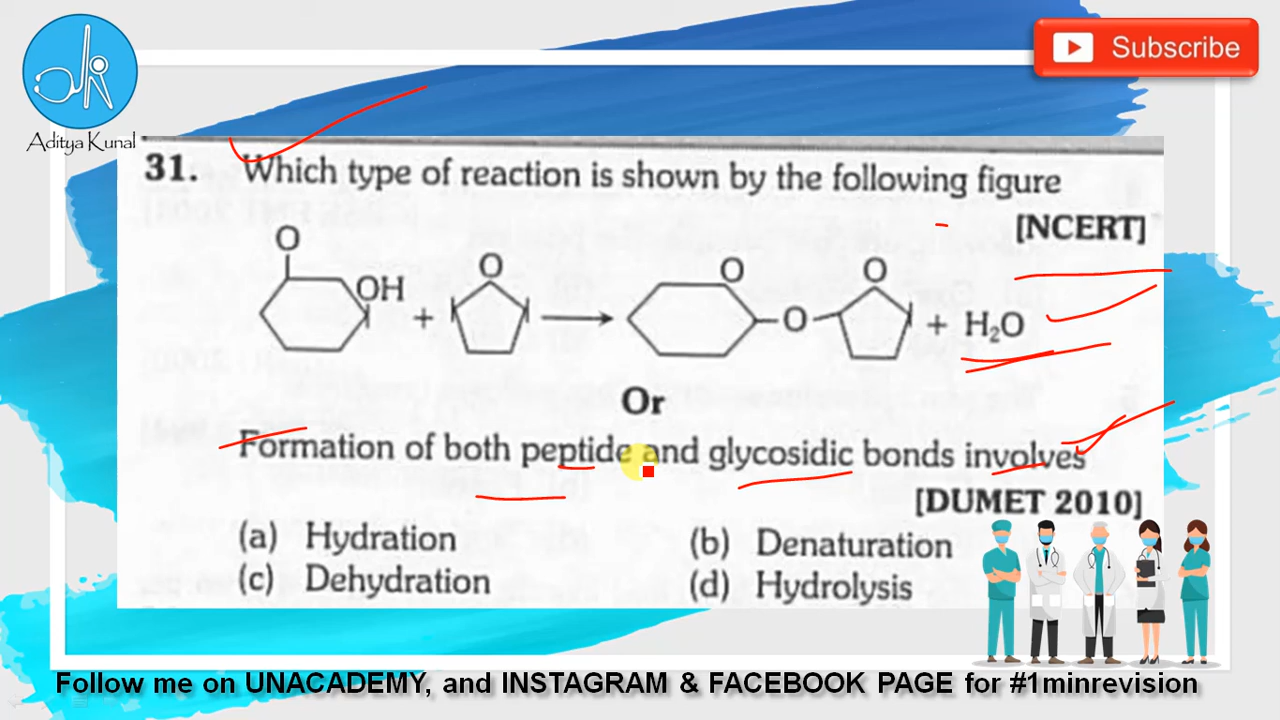 Subscribe
Aditya Kunal
31. Which type of reaction is shown by the following figure
[NCERT]
O
OH + O → O O O + H₂O
Or
Formation of both peptide and glycosidic bonds involves
[DUMET 2010]
(a) Hydration (b) Denaturation
(c) Dehydration (d) Hydrolysis
Follow me on UNACADEMY, and INSTAGRAM & FACEBOOK PAGE for #1minrevision